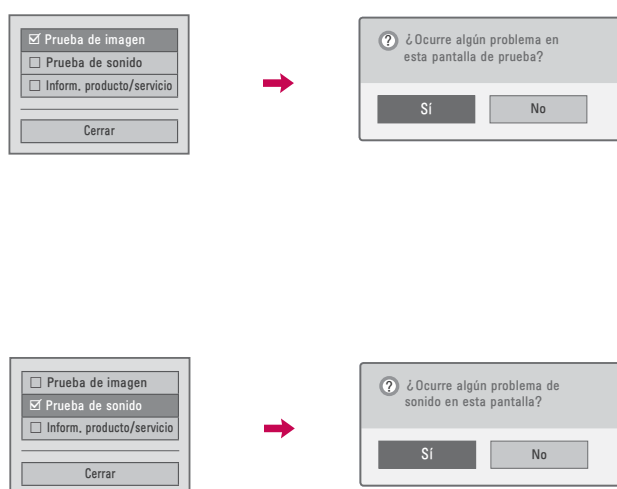 ☑ Prueba de imagen
☐ Prueba de sonido
☐ Inform. producto/servicio
Cerrar
¿Ocurre algún problema en
esta pantalla de prueba?
Sí
No
☐ Prueba de imagen
☑ Prueba de sonido
☐ Inform. producto/servicio
Cerrar
¿Ocurre algún problema de
sonido en esta pantalla?
Sí
No